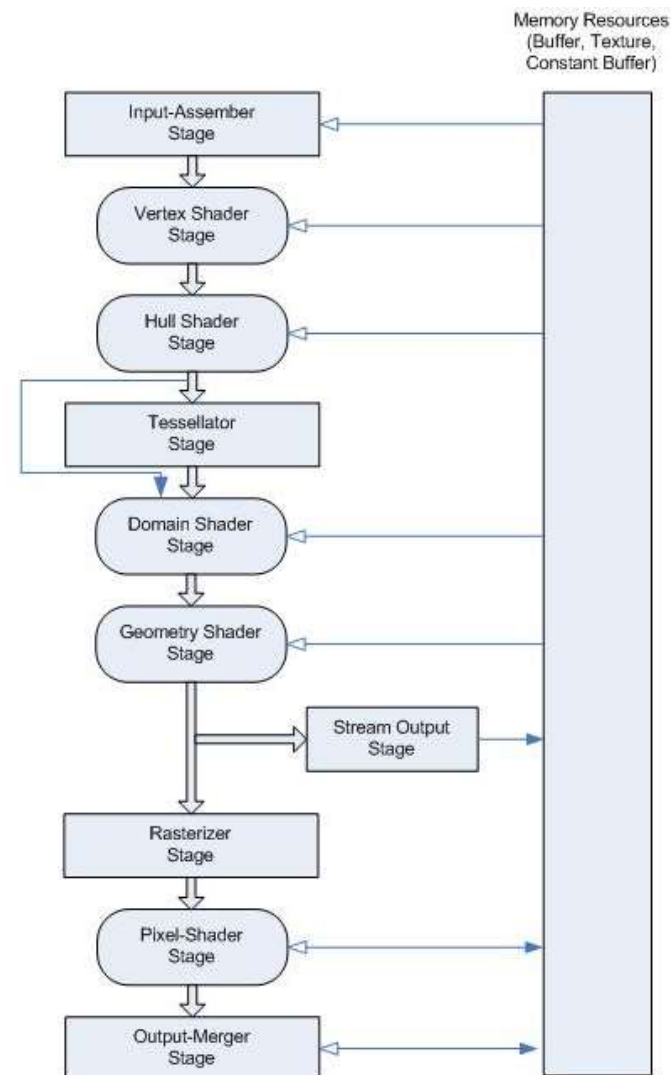 Memory Resources
(Buffer, Texture,
Constant Buffer)
Input-Assember
Stage
Vertex Shader
Stage
Hull Shader
Stage
Tessellator
Stage
Domain Shader
Stage
Geometry Shader
Stage
Stream Output
Stage
Rasterizer
Stage
Pixel-Shader
Stage
Output-Merger
Stage